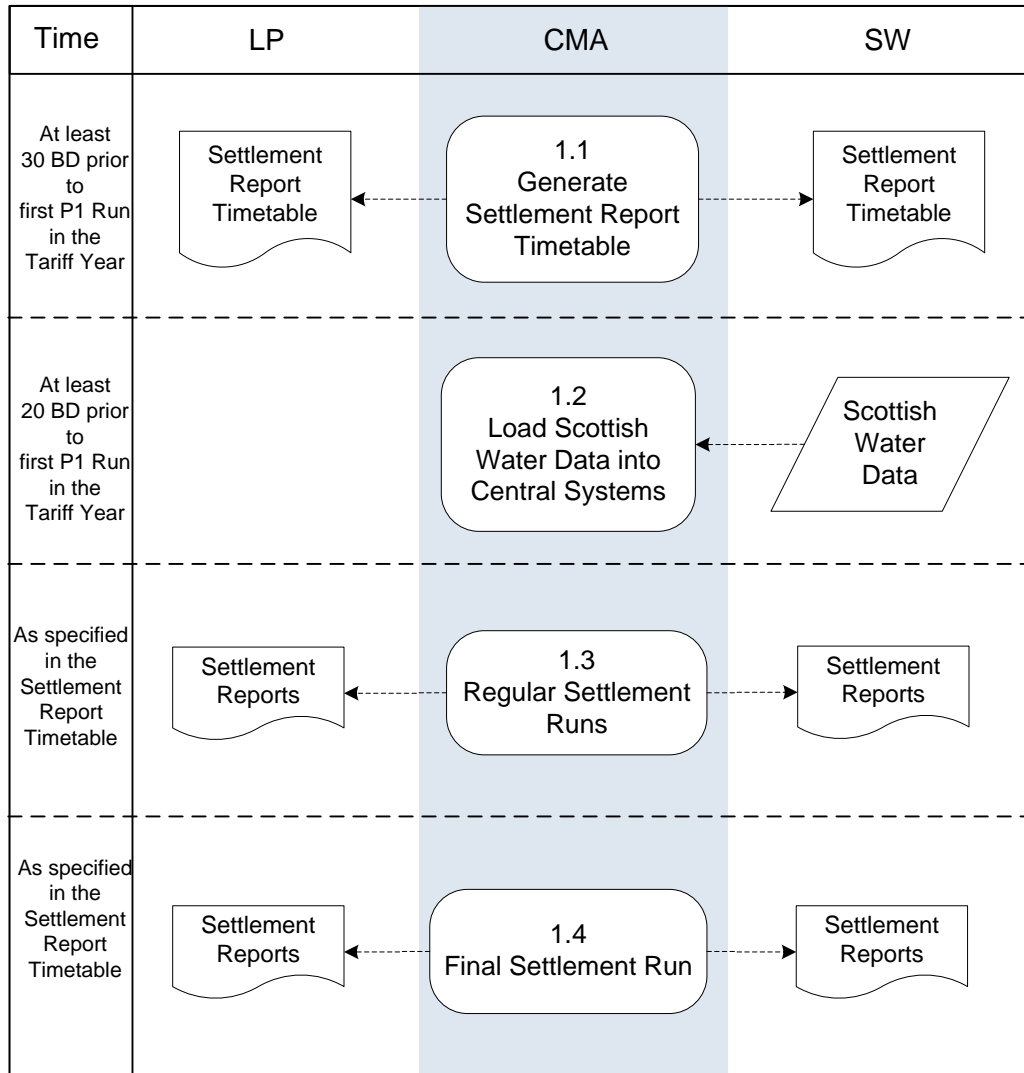 Time
LP
CMA
SW
At least
30 BD prior
to
first P1 Run
in the
Tariff Year
Settlement
Report
Timetable
1.1
Generate
Settlement Report
Timetable
Settlement
Report
Timetable
At least
20 BD prior
to
first P1 Run
in the
Tariff Year
1.2
Load Scottish
Water Data into
Central Systems
Scottish
Water
Data
As specified
in the
Settlement
Report
Timetable
Settlement
Reports
1.3
Regular Settlement
Runs
Settlement
Reports
As specified
in the
Settlement
Report
Timetable
Settlement
Reports
1.4
Final Settlement Run
Settlement
Reports